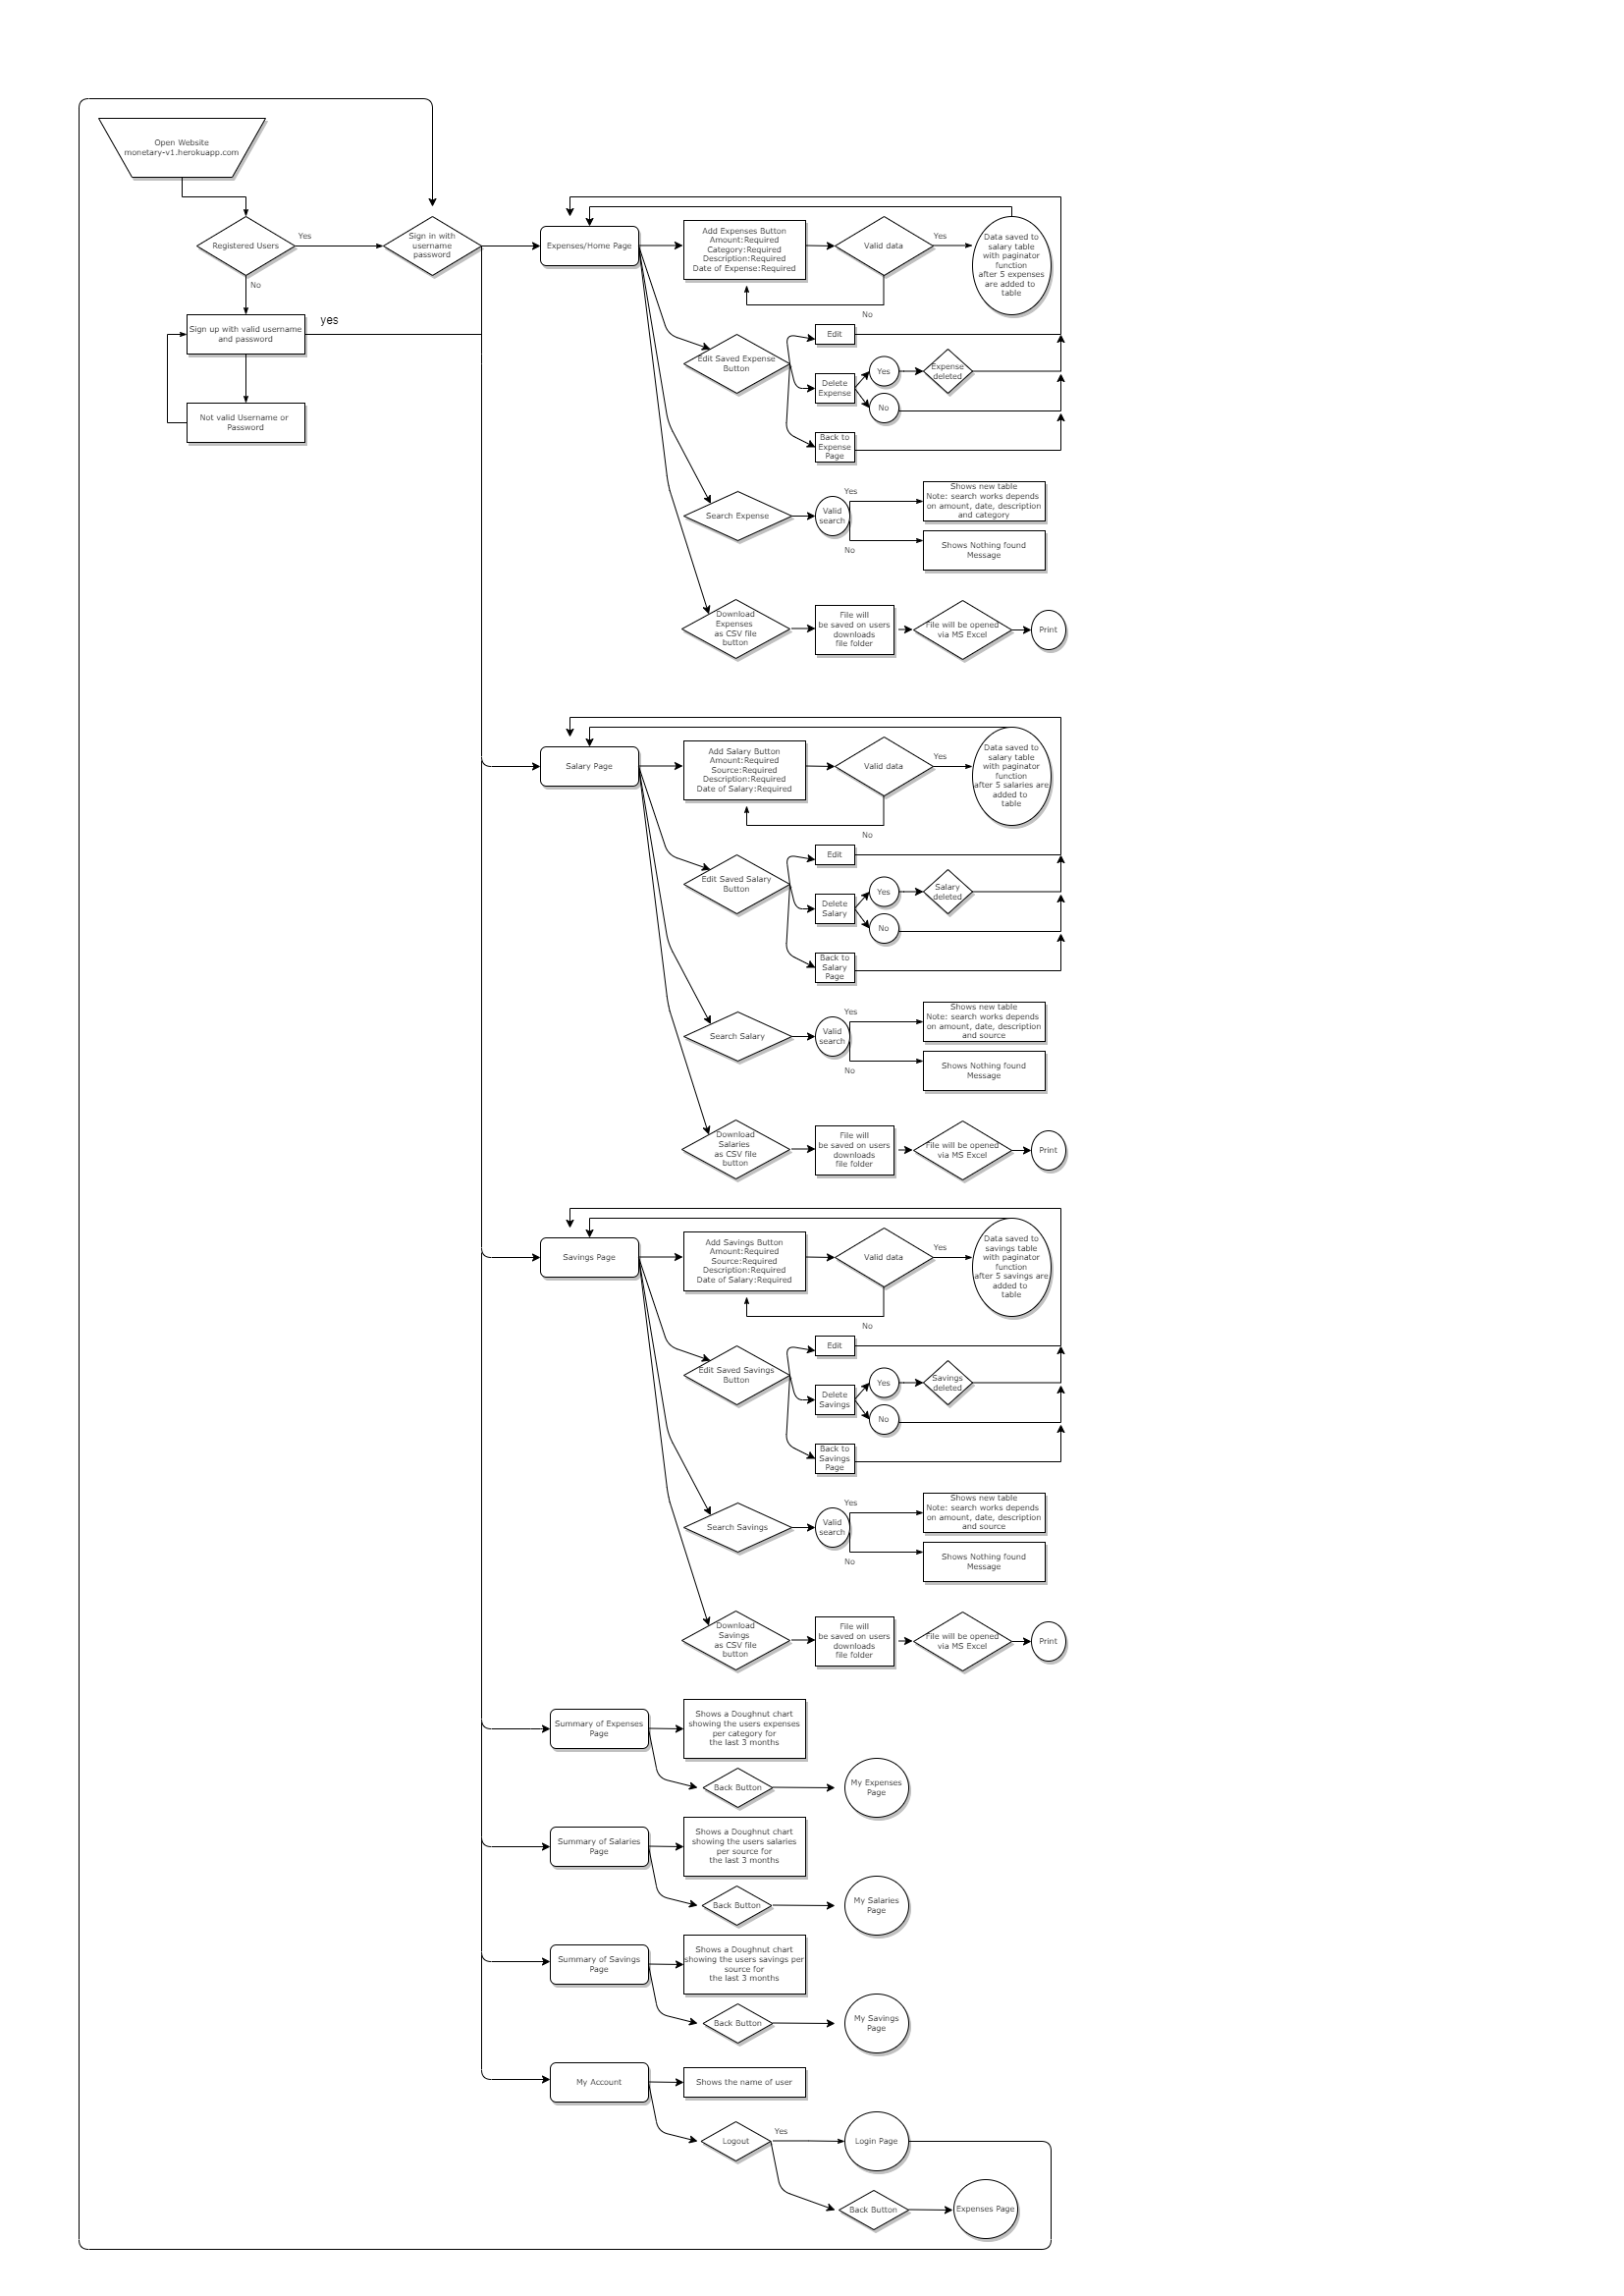 Open Website
monetary-v1.herokuapp.com
Registered Users
Yes
Sign in with
username
password
No
Sign up with valid username
and password
yes
Not valid Username or
Password
Expenses/Home Page
Add Expenses Button
Amount:Required
Category:Required
Description:Required
Date of Expense:Required
Valid data
Yes
No
Data saved to
salary table
with paginator
function
after 5 expenses
are added to
table
Edit Saved Expense
Button
Edit
Delete
Expense
Yes
Expense
deleted
No
Back to
Expense
Page
Search Expense
Valid
search
Yes
Shows new table
Note: search works depends
on amount, date, description
and category
No
Shows Nothing found
Message
Download
Expenses
as CSV file
button
File will
be saved on users
downloads
file folder
File will be opened
via MS Excel
Print
Salary Page
Add Salary Button
Amount:Required
Source:Required
Description:Required
Date of Salary:Required
Valid data
Yes
No
Data saved to
salary table
with paginator
function
after 5 salaries are
added to
table
Edit Saved Salary
Button
Edit
Delete
Salary
Yes
Salary
deleted
No
Back to
Salary
Page
Search Salary
Valid
search
Yes
Shows new table
Note: search works depends
on amount, date, description
and source
No
Shows Nothing found
Message
Download
Salaries
as CSV file
button
File will
be saved on users
downloads
file folder
File will be opened
via MS Excel
Print
Savings Page
Add Savings Button
Amount:Required
Source:Required
Description:Required
Date of Salary:Required
Valid data
Yes
No
Data saved to
savings table
with paginator
function
after 5 savings are
added to
table
Edit Saved Savings
Button
Edit
Delete
Savings
Yes
Savings
deleted
No
Back to
Savings
Page
Search Savings
Valid
search
Yes
Shows new table
Note: search works depends
on amount, date, description
and source
No
Shows Nothing found
Message
Download
Savings
as CSV file
button
File will
be saved on users
downloads
file folder
File will be opened
via MS Excel
Print
Summary of Expenses
Page
Shows a Doughnut chart
showing the users expenses
per category for
the last 3 months
Back Button
My Expenses
Page
Summary of Salaries
Page
Shows a Doughnut chart
showing the users salaries
per source for
the last 3 months
Back Button
My Salaries
Page
Summary of Savings
Page
Shows a Doughnut chart
showing the users savings per
source for
the last 3 months
Back Button
My Savings
Page
My Account
Shows the name of user
Logout
Yes
Login Page
Back Button
Expenses Page